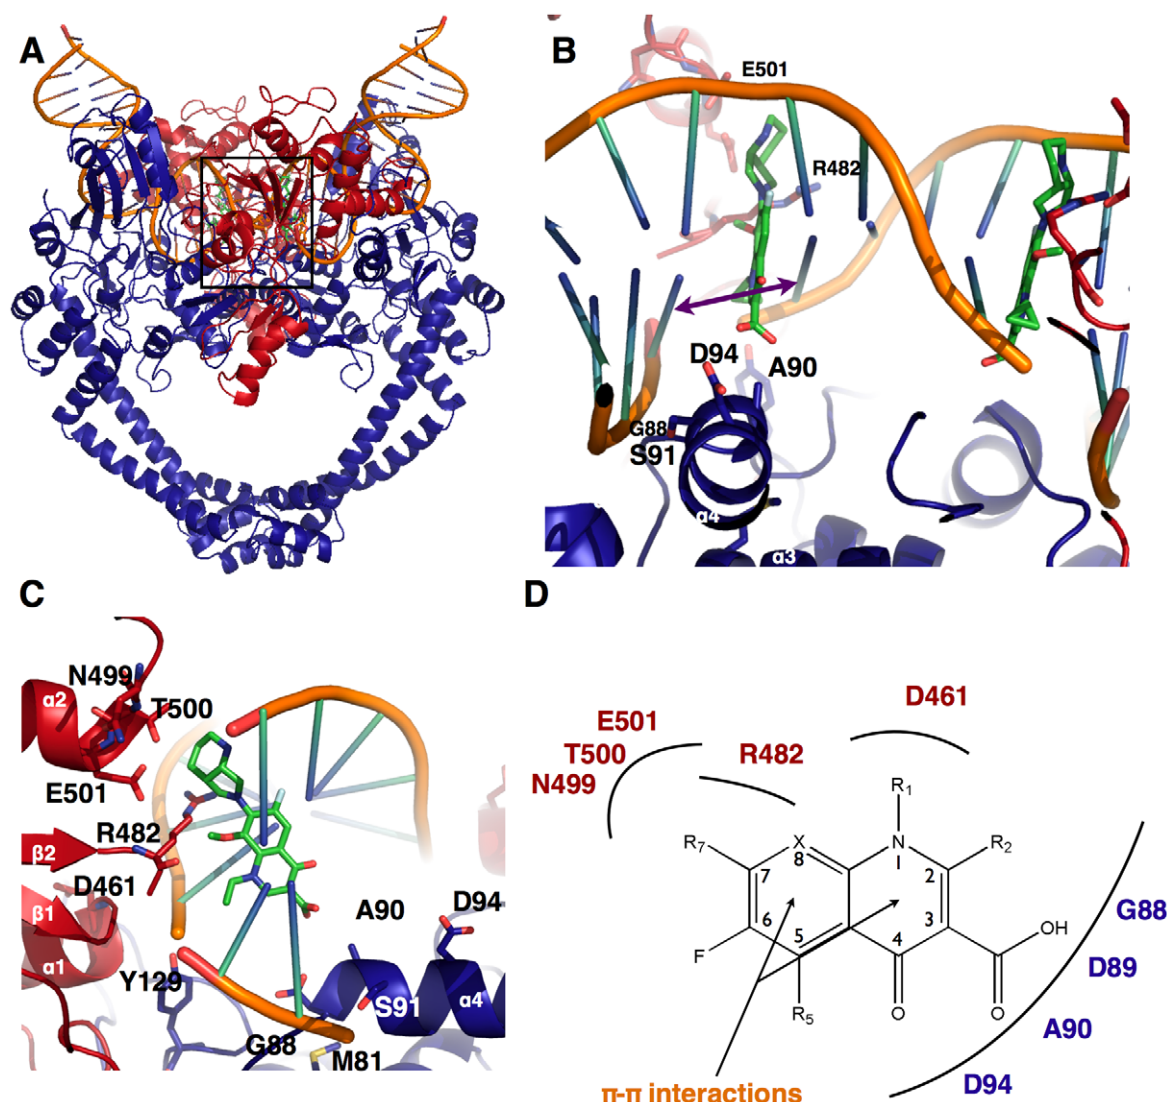 A
B
E501
R482
D94
A90
G88
S91
α4
α3
C
D
N499
α2
T500
E501
R482
β2
D461
β1
α1
Y129
A90
D94
S91
α4
G88
M81
D461
E501
T500
R482
N499
R1
R7
X
8
N
I
R2
7
2
6
3
F
5
4
OH
R5
O
O
G88
D89
A90
D94
π-π interactions